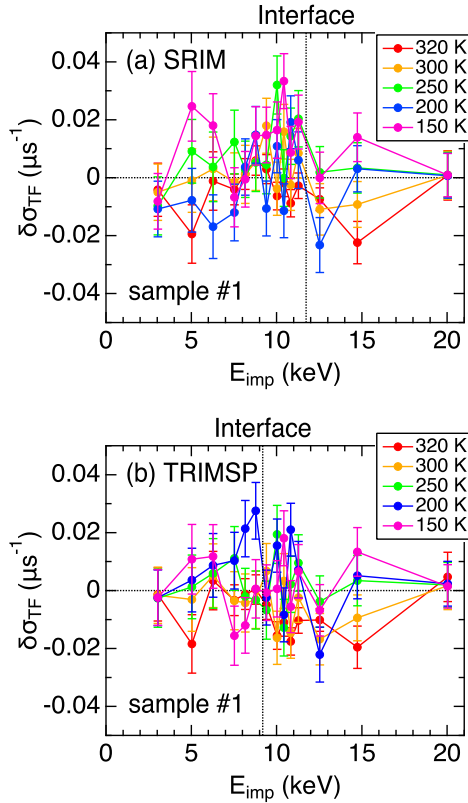 Interface
(a) SRIM
320 K
300 K
250 K
200 K
150 K
0.04
0.02
0
-0.02
-0.04
δσTF (µs-1)
sample #1
0 5 10 15 20
Eimp (keV)
Interface
(b) TRIMSP
320 K
300 K
250 K
200 K
150 K
0.04
0.02
0
-0.02
-0.04
δσTF (µs-1)
sample #1
0 5 10 15 20
Eimp (keV)